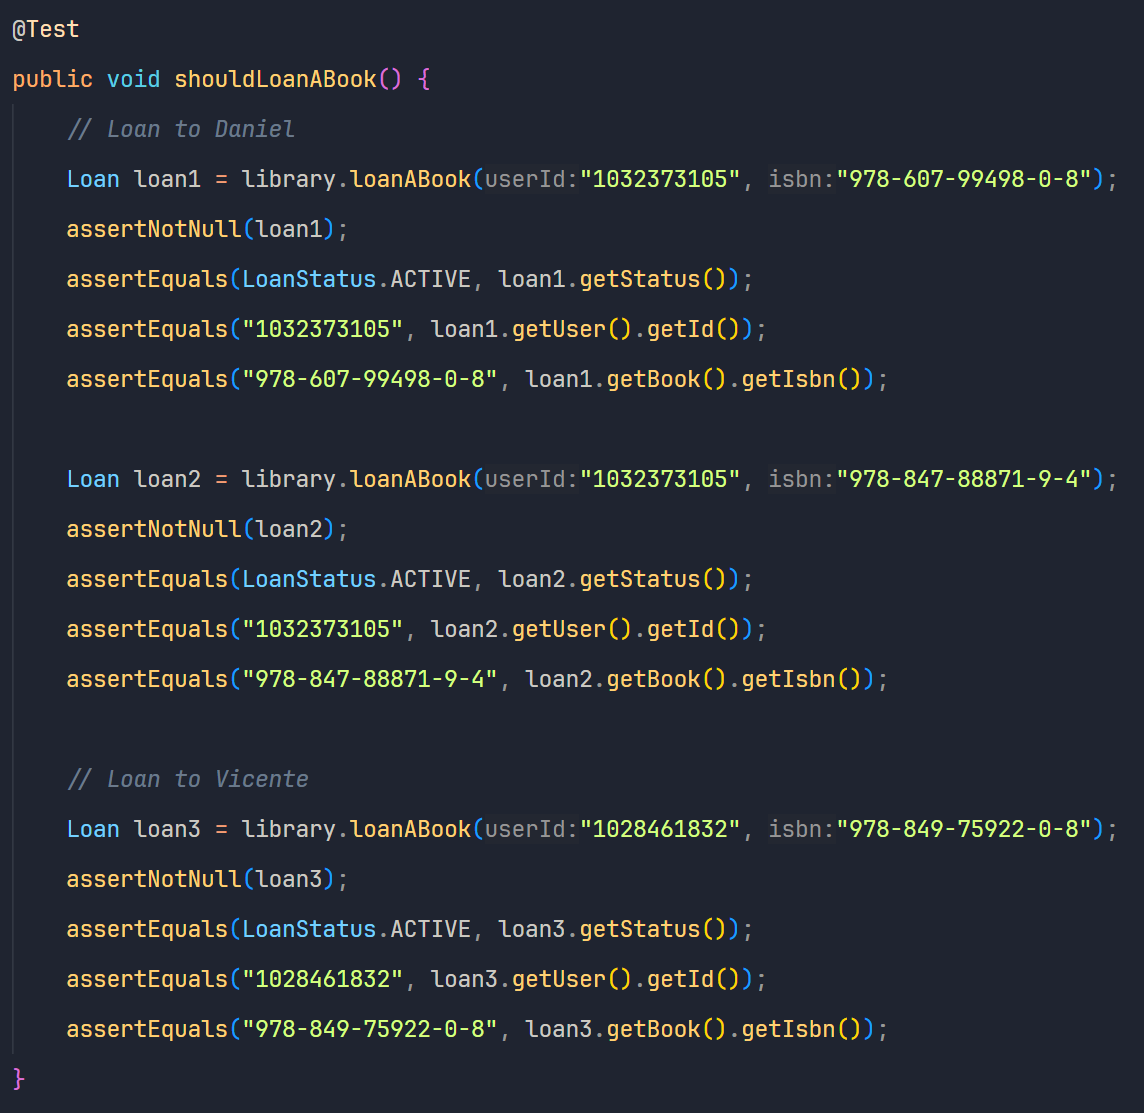 @Test
public void shouldLoanABook() {
// Loan to Daniel
Loan loan1 = library.loanABook(userId:"1032373105", isbn:"978-607-99498-0-8");
assertNotNull(loan1);
assertEquals(LoanStatus.ACTIVE, loan1.getStatus());
assertEquals("1032373105", loan1.getUser().getId());
assertEquals("978-607-99498-0-8", loan1.getBook().getIsbn());
Loan loan2 = library.loanABook(userId:"1032373105", isbn:"978-847-88871-9-4");
assertNotNull(loan2);
assertEquals(LoanStatus.ACTIVE, loan2.getStatus());
assertEquals("1032373105", loan2.getUser().getId());
assertEquals("978-847-88871-9-4", loan2.getBook().getIsbn());
// Loan to Vicente
Loan loan3 = library.loanABook(userId:"1028461832", isbn:"978-849-75922-0-8");
assertNotNull(loan3);
assertEquals(LoanStatus.ACTIVE, loan3.getStatus());
assertEquals("1028461832", loan3.getUser().getId());
assertEquals("978-849-75922-0-8", loan3.getBook().getIsbn());
}